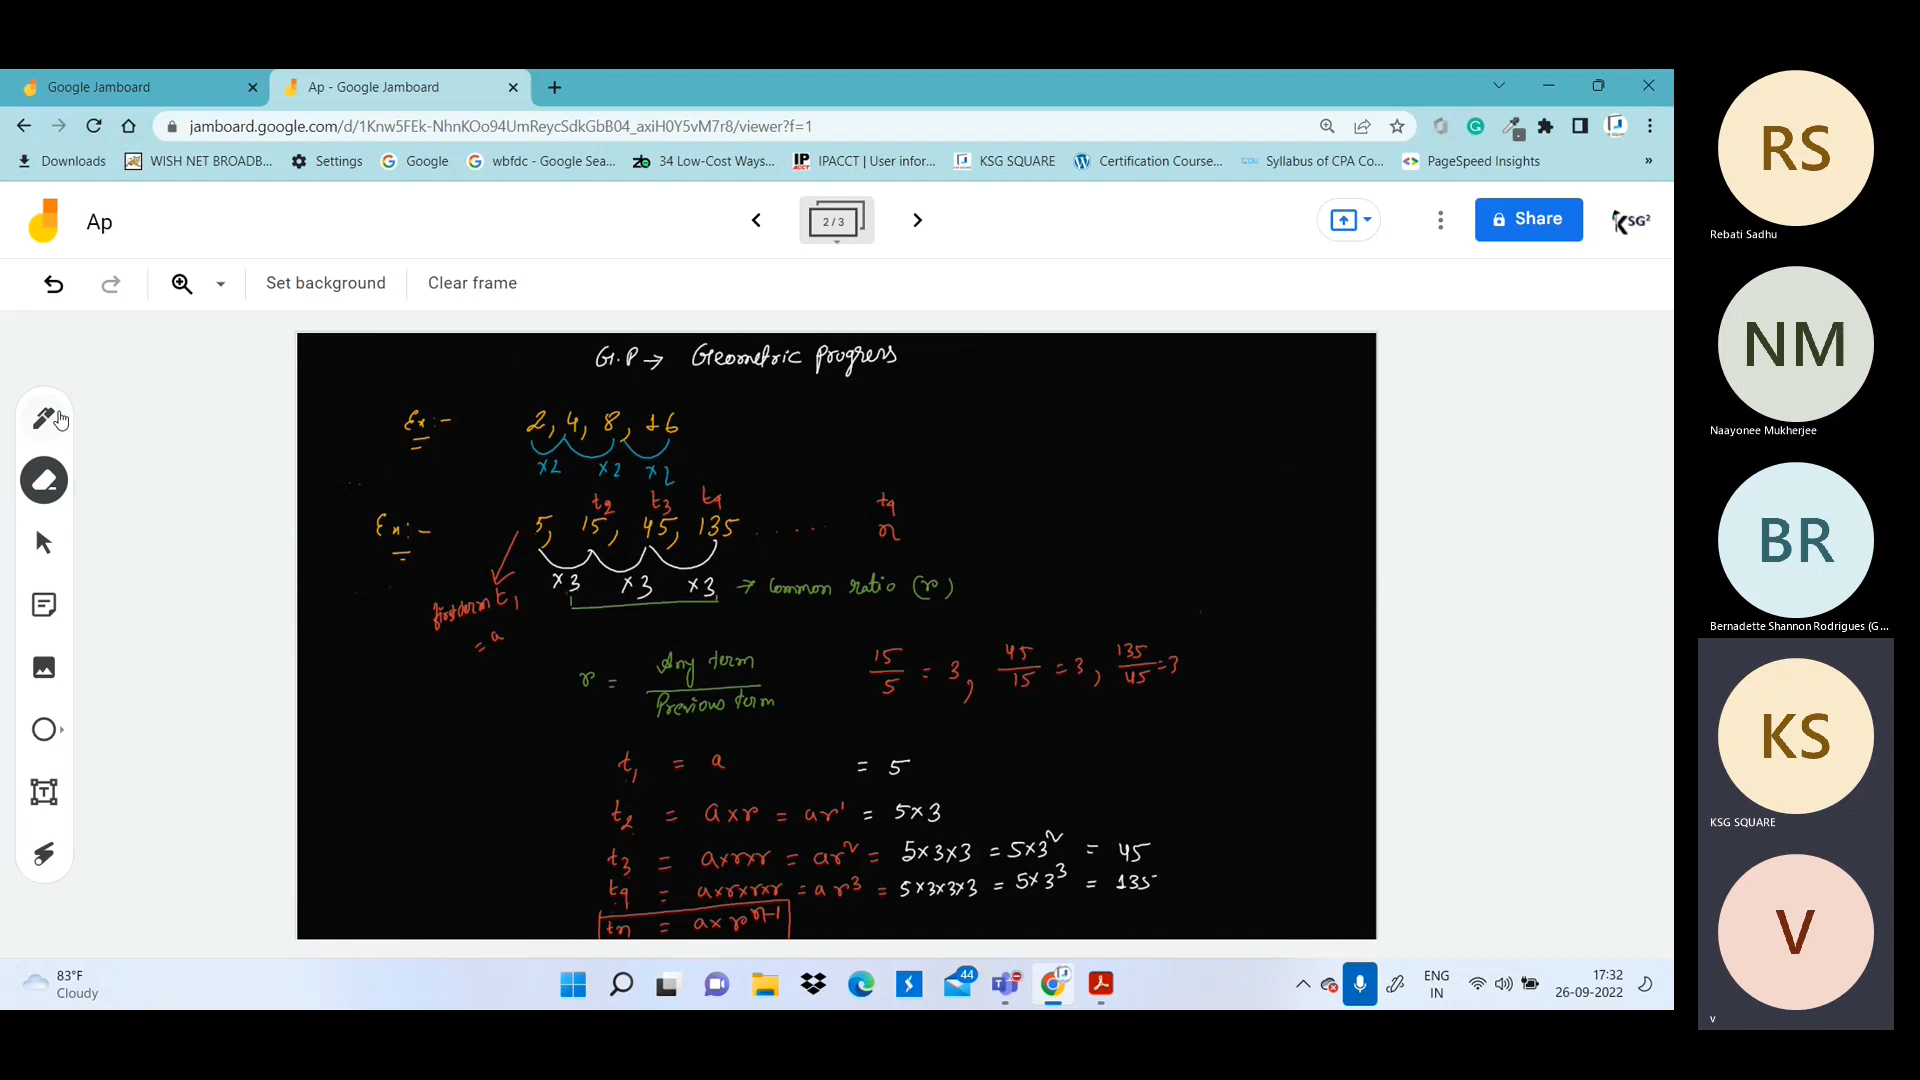 Google Jamboard
Ap - Google Jamboard
jamboard.google.com/d/1Knw5FEk-NhnKOo94UmReycSdkGbB04_axiH0Y5vM7r8/viewer?f=1
Downloads
WISH NET BROADB...
Settings
Google
wbfdc - Google Sea...
34 Low-Cost Ways...
IPACCT | User infor...
KSG SQUARE
Certification Course...
Syllabus of CPA Co...
PageSpeed Insights
»
Ap
2 / 3
Share
KSG²
Set background
Clear frame
G.P → Geometric Progress
Ex:- 2, 4, 8, 16
×2 ×2 ×2
t2 t3 t4
Ex:- 5, 15, 45, 135 ......
×3 ×3 ×3 → Common ratio (r)
first term t1
= a
r = Any term / Previous term
15/5 = 3, 45/15 = 3, 135/45 = 3
t1 = a = 5
t2 = a×r = ar¹ = 5×3
t3 = a×r×r = ar² = 5×3×3 = 5×3² = 45
t4 = a×r×r×r = ar³ = 5×3×3×3 = 5×3³ = 135
tn = a×r^n-1
RS
Rebati Sadhu
NM
Naayonee Mukherjee
BR
Bernadette Shannon Rodrigues (G...
KS
KSG SQUARE
V
v
83°F
Cloudy
44
ENG
IN
17:32
26-09-2022